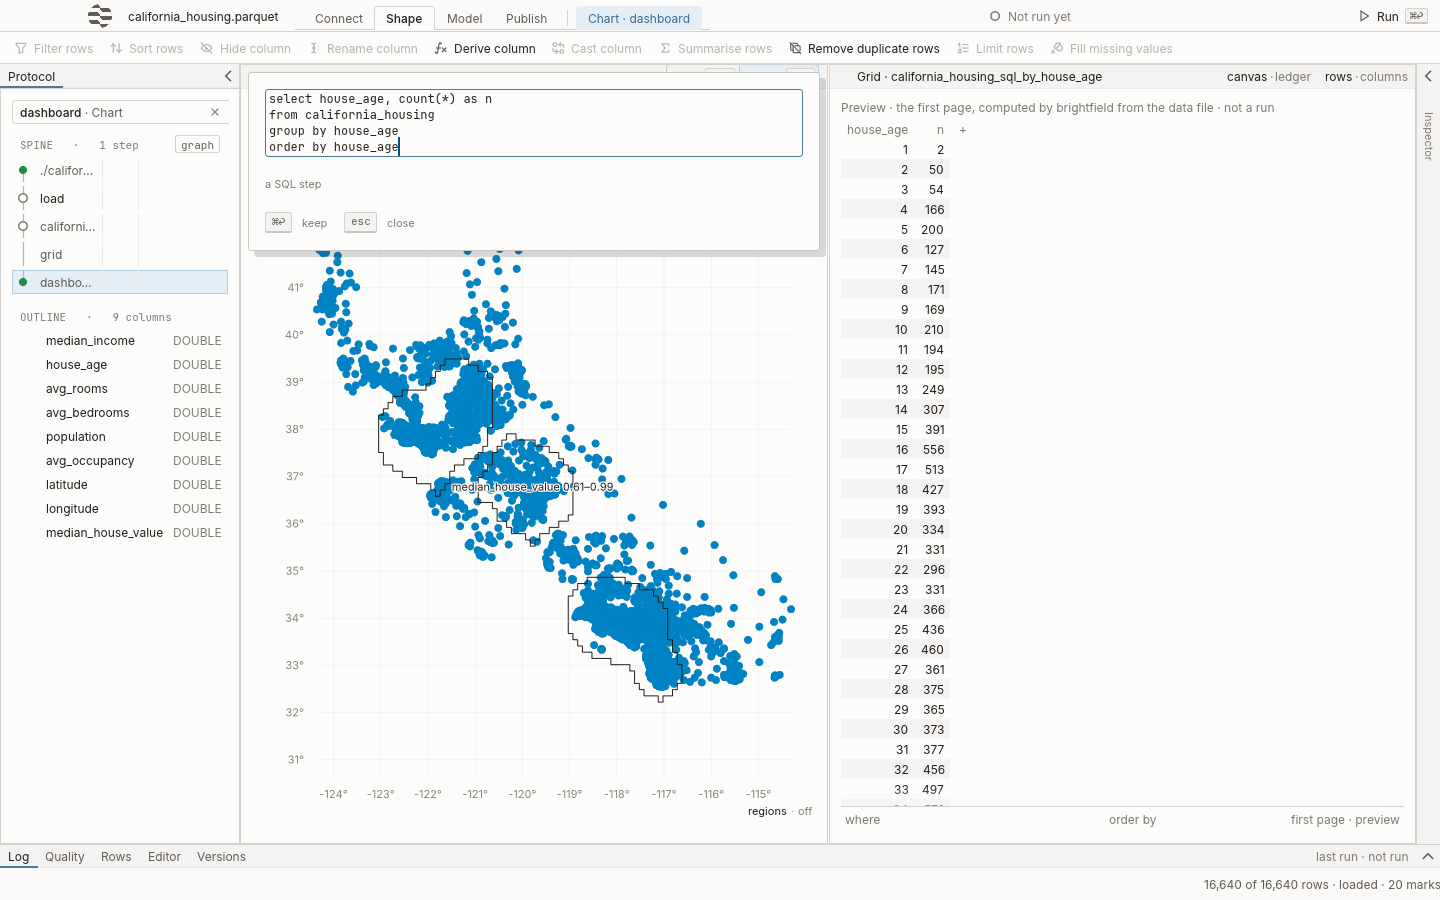 california_housing.parquet
Connect Shape Model Publish Chart · dashboard
Not run yet
Run
Filter rows Sort rows Hide column Rename column Derive column Cast column Summarise rows Remove duplicate rows Limit rows Fill missing values
Protocol
dashboard · Chart ×
SPINE · 1 step graph
./califor...
load
californi...
grid
dashbo...
OUTLINE · 9 columns
median_income DOUBLE
house_age DOUBLE
avg_rooms DOUBLE
avg_bedrooms DOUBLE
population DOUBLE
avg_occupancy DOUBLE
latitude DOUBLE
longitude DOUBLE
median_house_value DOUBLE
select house_age, count(*) as n
from california_housing
group by house_age
order by house_age
a SQL step
⌘↩ keep esc close
41°
40°
39°
38°
37°
36°
35°
34°
33°
32°
31°
median_house_value 0.61–0.99
-124° -123° -122° -121° -120° -119° -118° -117° -116° -115°
regions · off
Grid · california_housing_sql_by_house_age canvas · ledger rows · columns
Preview · the first page, computed by brightfield from the data file · not a run
house_age n +
1 2
2 50
3 54
4 166
5 200
6 127
7 145
8 171
9 169
10 210
11 194
12 195
13 249
14 307
15 391
16 556
17 513
18 427
19 393
20 334
21 331
22 296
23 331
24 366
25 436
26 460
27 361
28 375
29 365
30 373
31 377
32 456
33 497
where order by first page · preview
Inspector
Log Quality Rows Editor Versions
last run · not run
16,640 of 16,640 rows · loaded · 20 marks